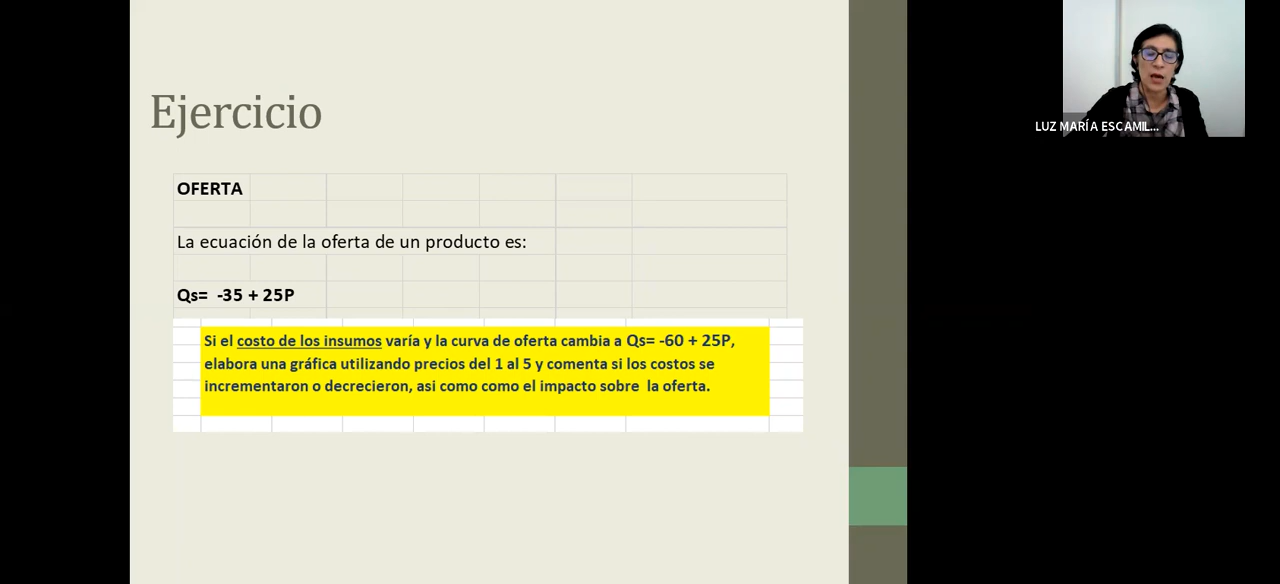 Ejercicio
OFERTA
La ecuación de la oferta de un producto es:
Qs= -35 + 25P
Si el costo de los insumos varía y la curva de oferta cambia a Qs= -60 + 25P,
elabora una gráfica utilizando precios del 1 al 5 y comenta si los costos se
incrementaron o decrecieron, asi como como el impacto sobre la oferta.
LUZ MARÍA ESCAMIL...